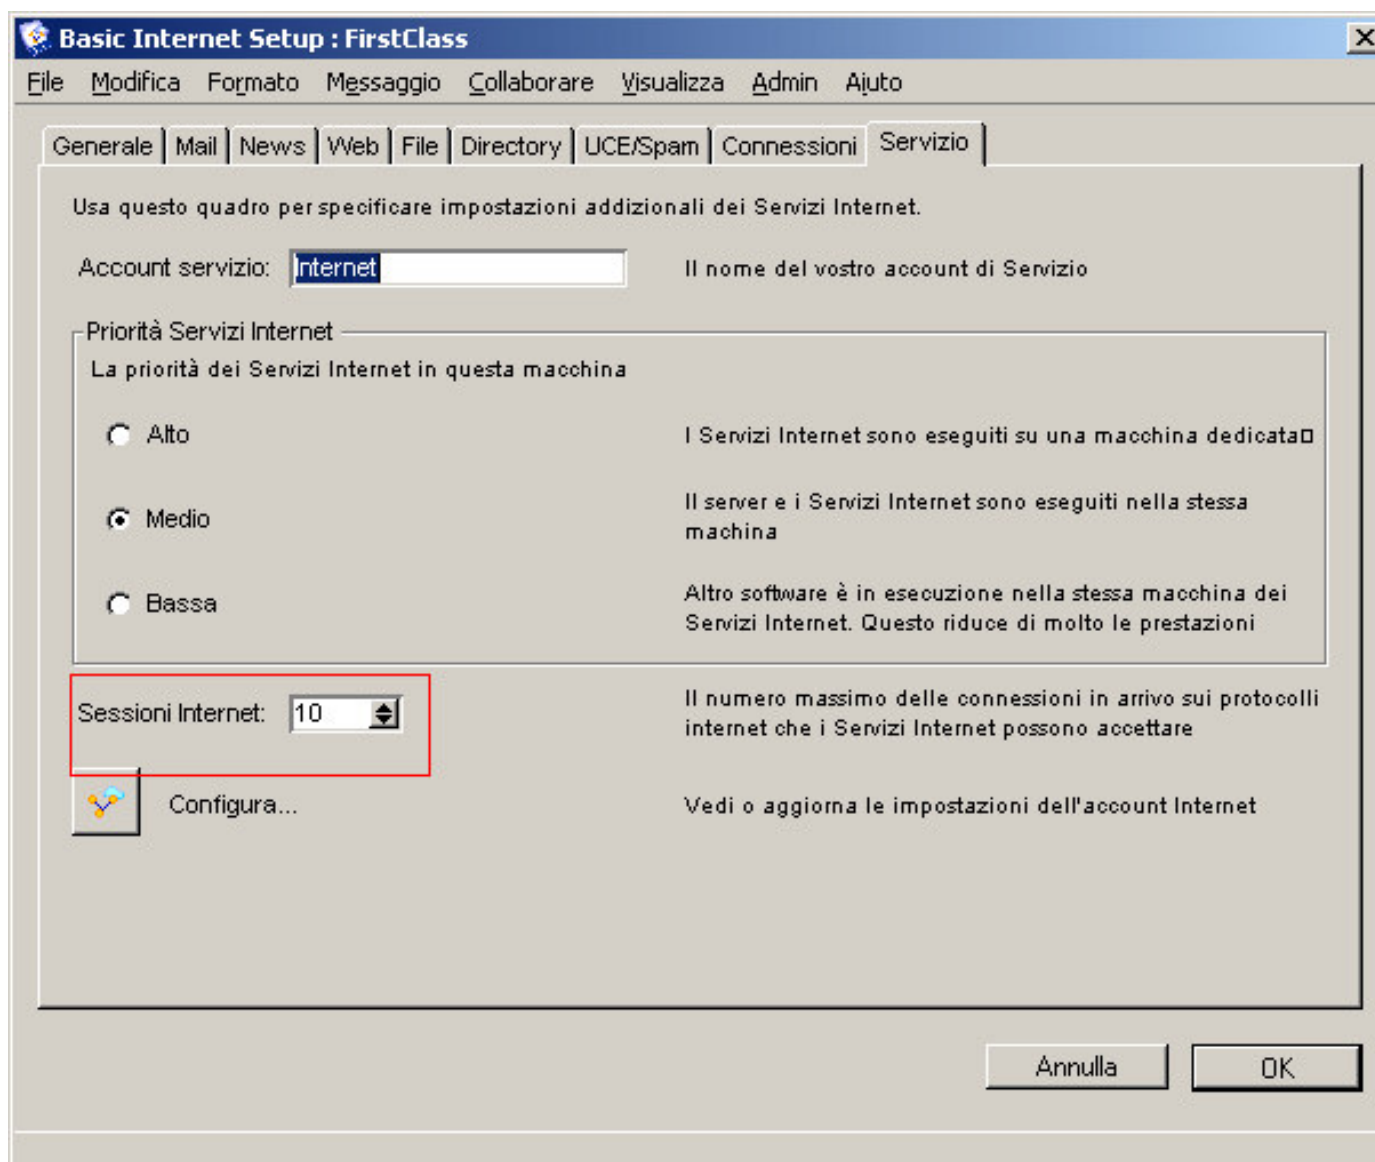 Basic Internet Setup : FirstClass
File Modifica Formato Messaggio Collaborare Visualizza Admin Aiuto
Generale Mail News Web File Directory UCE/Spam Connessioni Servizio
Usa questo quadro per specificare impostazioni addizionali dei Servizi Internet.
Account servizio: Internet Il nome del vostro account di Servizio
Priorità Servizi Internet
La priorità dei Servizi Internet in questa macchina
Alto I Servizi Internet sono eseguiti su una macchina dedicata
Medio Il server e i Servizi Internet sono eseguiti nella stessa
machina
Bassa Altro software è in esecuzione nella stessa macchina dei
Servizi Internet. Questo riduce di molto le prestazioni
Sessioni Internet: 10 Il numero massimo delle connessioni in arrivo sui protocolli
internet che i Servizi Internet possono accettare
Configura... Vedi o aggiorna le impostazioni dell'account Internet
Annulla OK